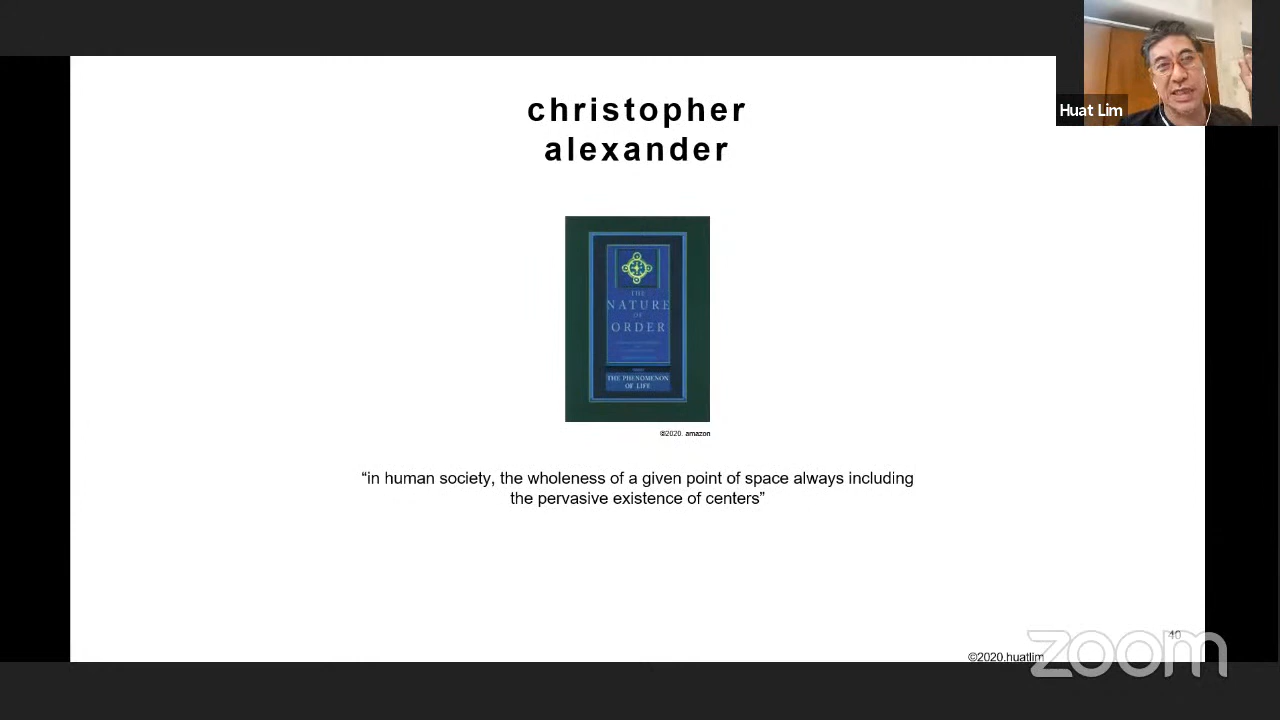 christopher
alexander
Huat Lim
THE
NATURE
OF
ORDER
THE PHENOMENON
OF LIFE
©2020. amazon
“in human society, the wholeness of a given point of space always including
the pervasive existence of centers”
40
©2020.huatlim
zoom